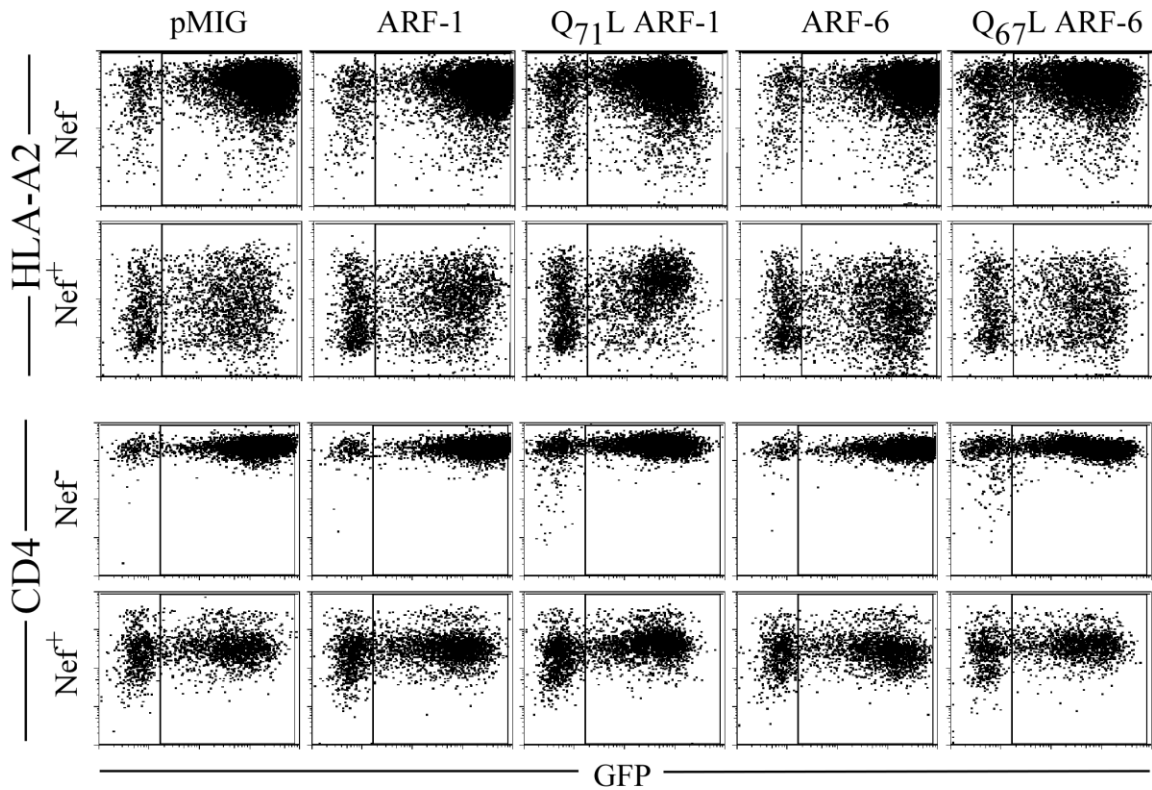 pMIG ARF-1 Q71L ARF-1 ARF-6 Q67L ARF-6
HLA-A2
Nef-
Nef+
CD4
Nef-
Nef+
GFP